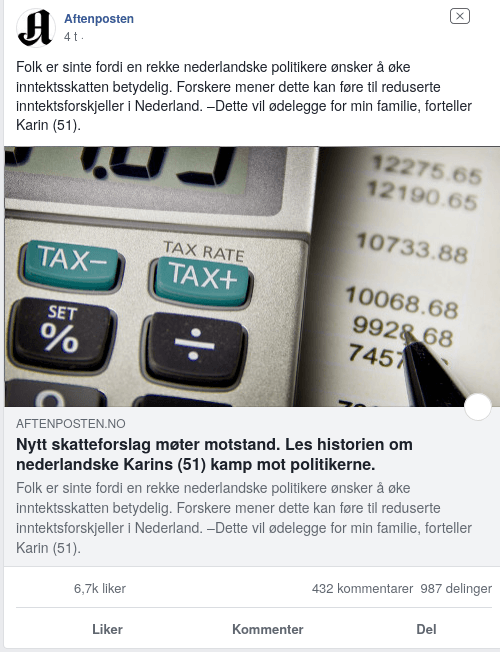 Aftenposten
4 t ·
Folk er sinte fordi en rekke nederlandske politikere ønsker å øke
inntektsskatten betydelig. Forskere mener dette kan føre til reduserte
inntektsforskjeller i Nederland. –Dette vil ødelegge for min familie, forteller
Karin (51).
TAX−
TAX RATE
TAX+
SET
%
÷
12275.65
12190.65
10733.88
10068.68
9928.68
AFTENPOSTEN.NO
Nytt skatteforslag møter motstand. Les historien om
nederlandske Karins (51) kamp mot politikerne.
Folk er sinte fordi en rekke nederlandske politikere ønsker å øke
inntektsskatten betydelig. Forskere mener dette kan føre til reduserte
inntektsforskjeller i Nederland. –Dette vil ødelegge for min familie, forteller
Karin (51).
6,7k liker
432 kommentarer 987 delinger
Liker
Kommenter
Del